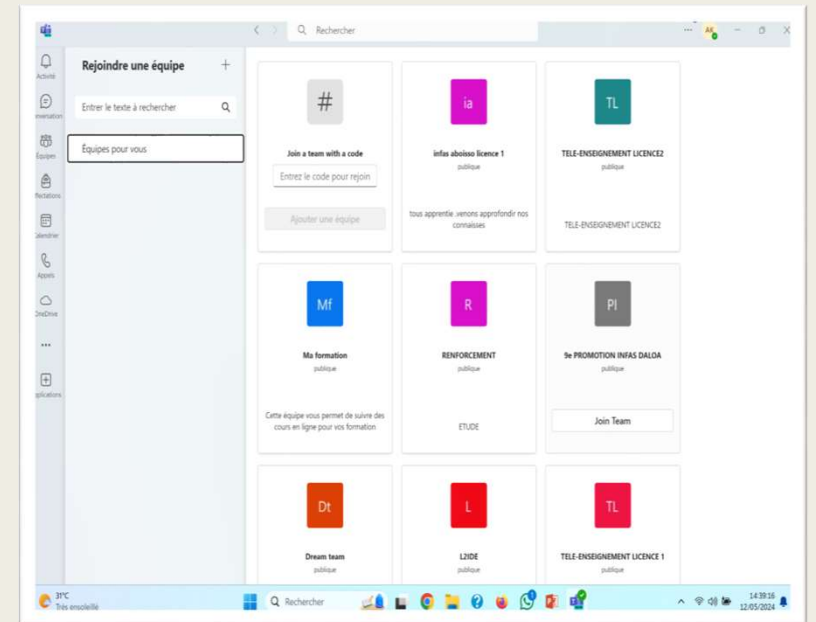 Rechercher
AK
Activité
Rejoindre une équipe
Entrer le texte à rechercher
Équipes pour vous
Équipes
Calendrier
Appels
OneDrive
#
Join a team with a code
Entrez le code pour rejoin
Ajouter une équipe
ia
infas aboisso licence 1
publique
tous apprentie .venons approfondir nos
connaisses
TL
TELE-ENSEIGNEMENT LICENCE2
publique
TELE-ENSEIGNEMENT LICENCE2
Mf
Ma formation
publique
Cette équipe vous permet de suivre des
cours en ligne pour vos formation
R
RENFORCEMENT
publique
ETUDE
PI
9e PROMOTION INFAS DALOA
publique
Join Team
Dt
Dream team
publique
L
L2IDE
publique
TL
TELE-ENSEIGNEMENT LICENCE 1
publique
31°C
Très ensoleillé
Rechercher
14:39:16
12/05/2024